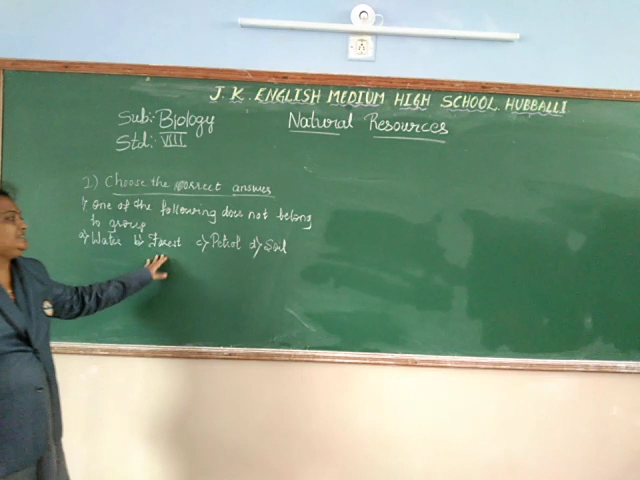 J.K. ENGLISH MEDIUM HIGH SCHOOL. HUBBALLI
Sub:- Biology
Natural Resources
Std:- VIII
I) Choose the correct answer
1) One of the following does not belong
to group
a) Water b) Forest c) Petrol d) Soil